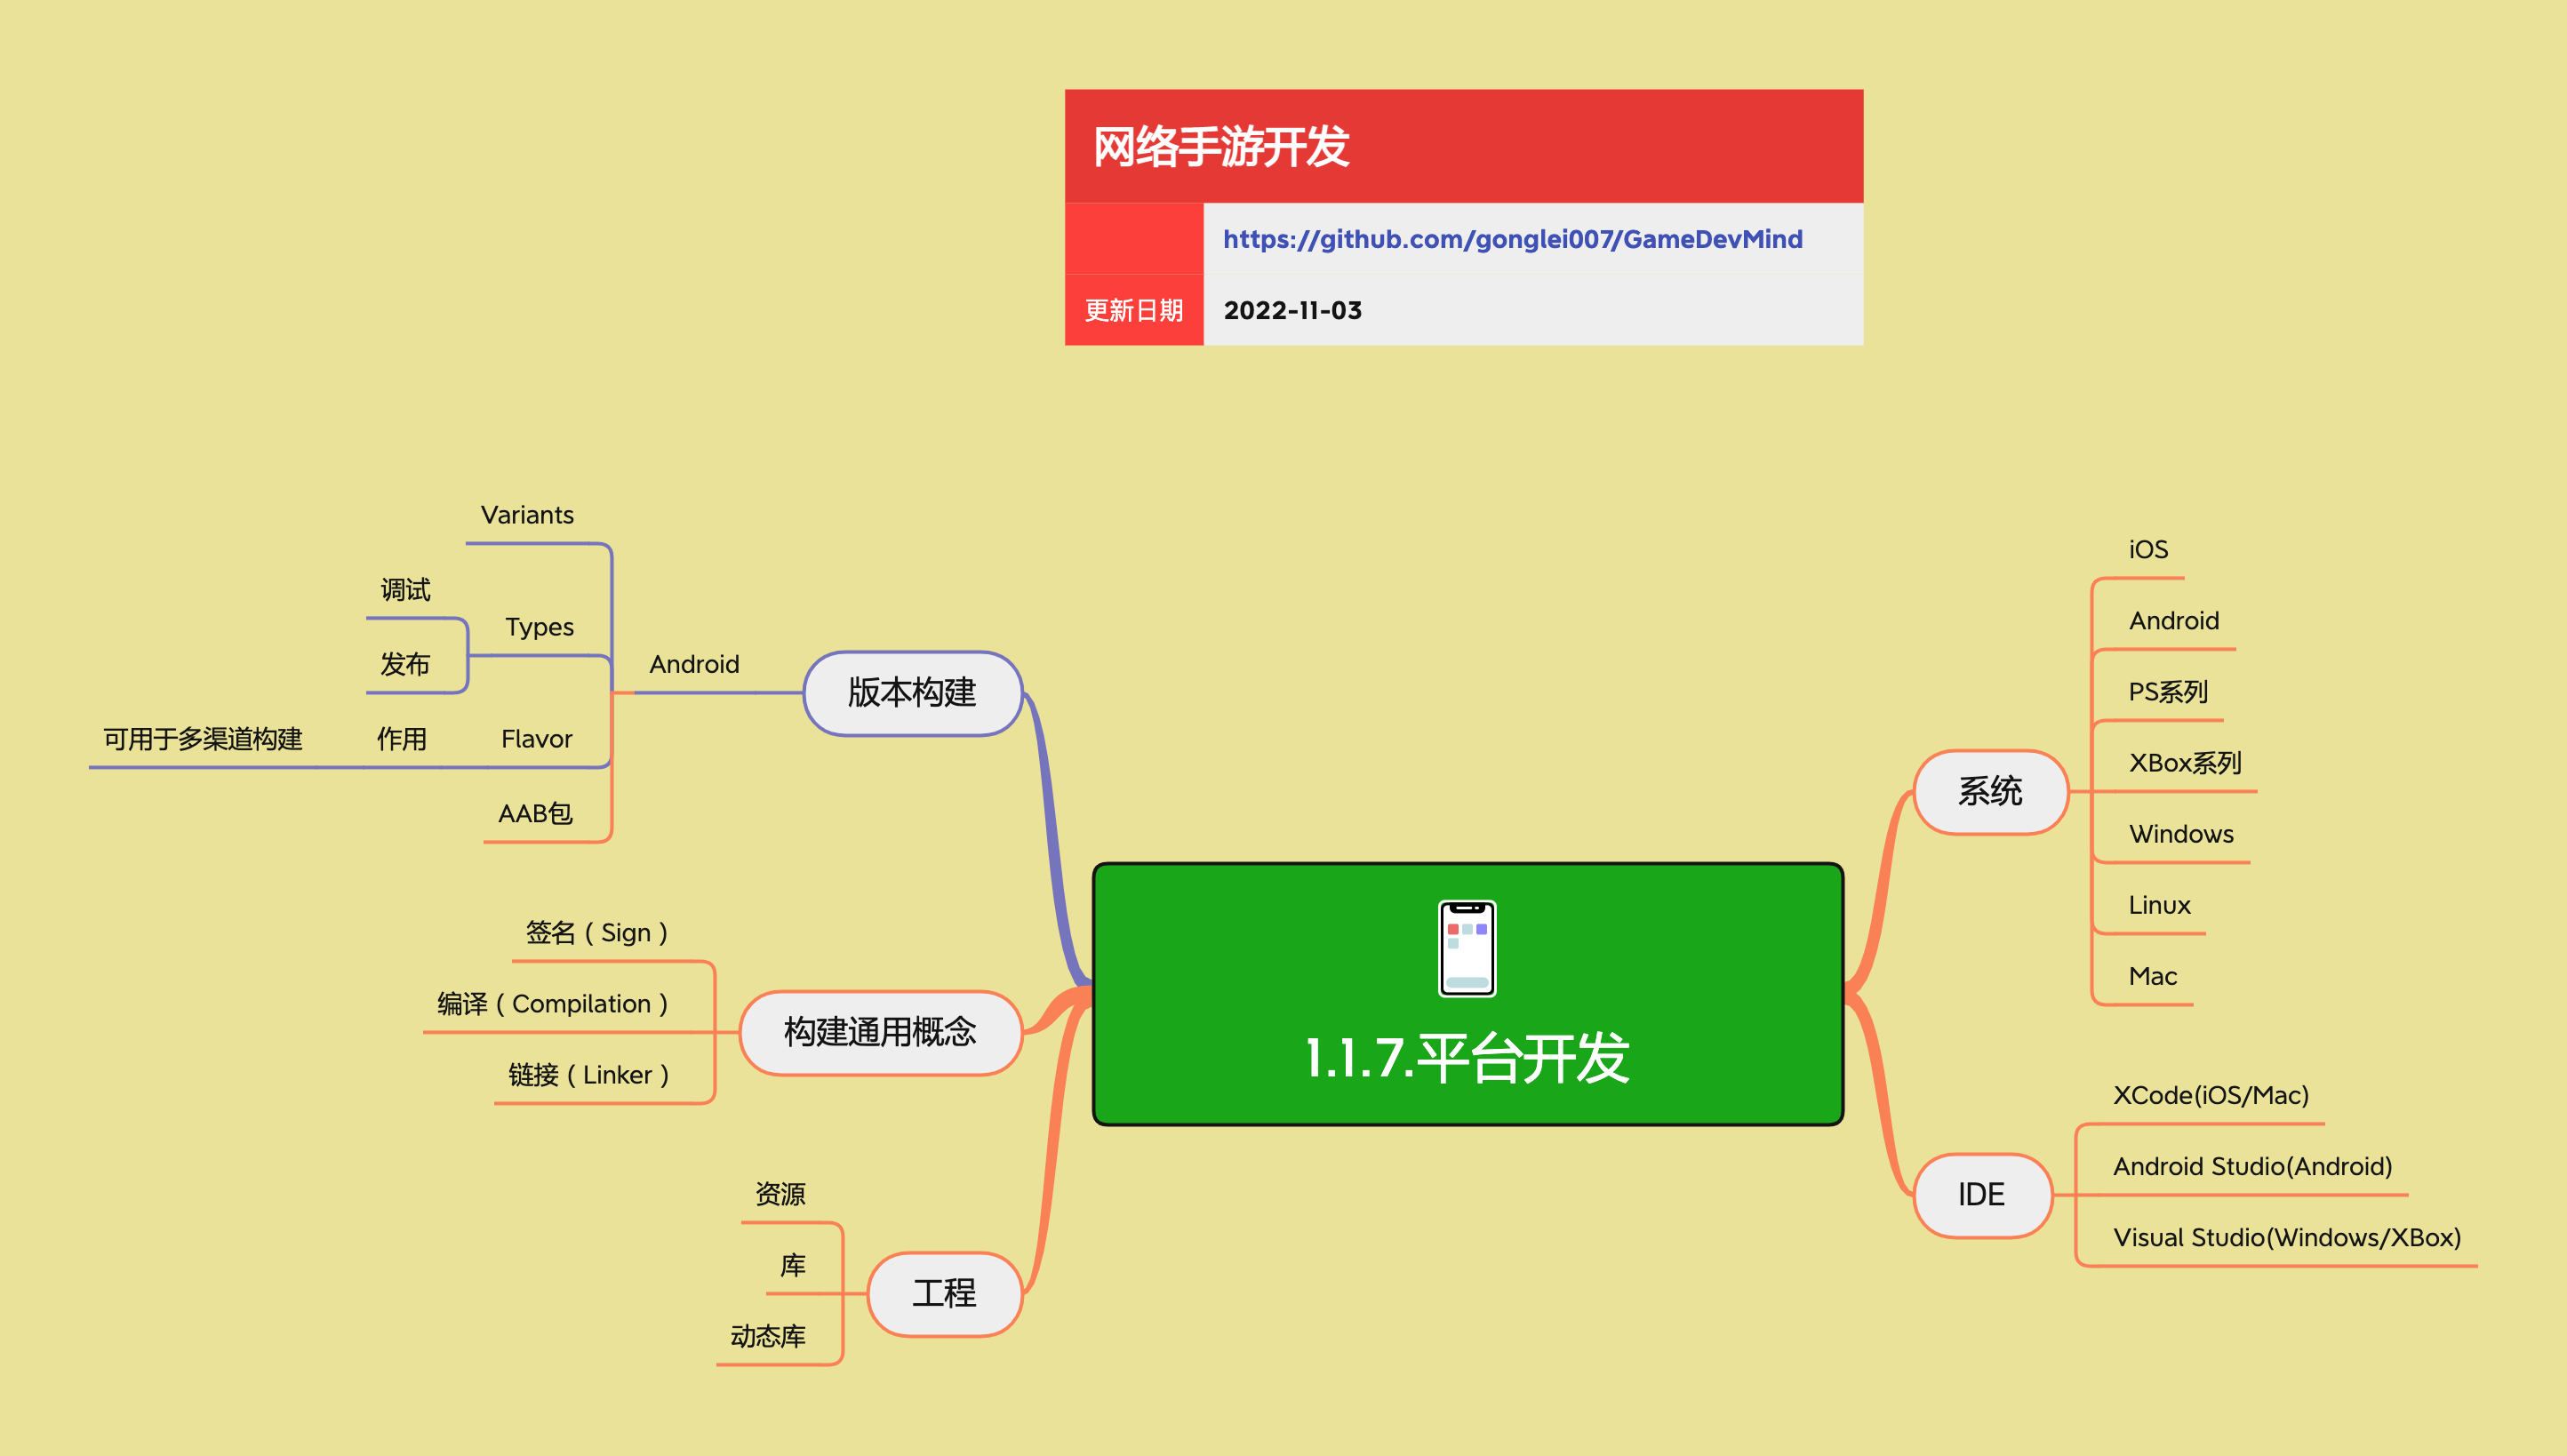 网络手游开发
https://github.com/gonglei007/GameDevMind
更新日期
2022-11-03
1.1.7.平台开发
系统
iOS
Android
PS系列
XBox系列
Windows
Linux
Mac
IDE
XCode(iOS/Mac)
Android Studio(Android)
Visual Studio(Windows/XBox)
版本构建
Android
Variants
Types
调试
发布
Flavor
作用
可用于多渠道构建
AAB包
构建通用概念
签名（Sign）
编译（Compilation）
链接（Linker）
工程
资源
库
动态库